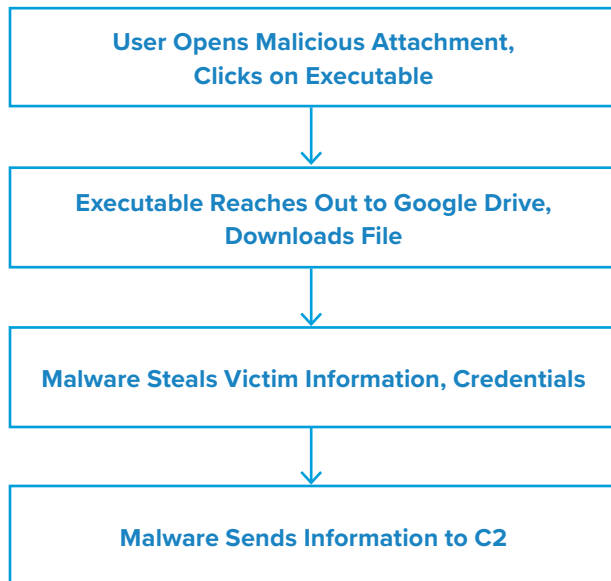 User Opens Malicious Attachment,
Clicks on Executable
Executable Reaches Out to Google Drive,
Downloads File
Malware Steals Victim Information, Credentials
Malware Sends Information to C2